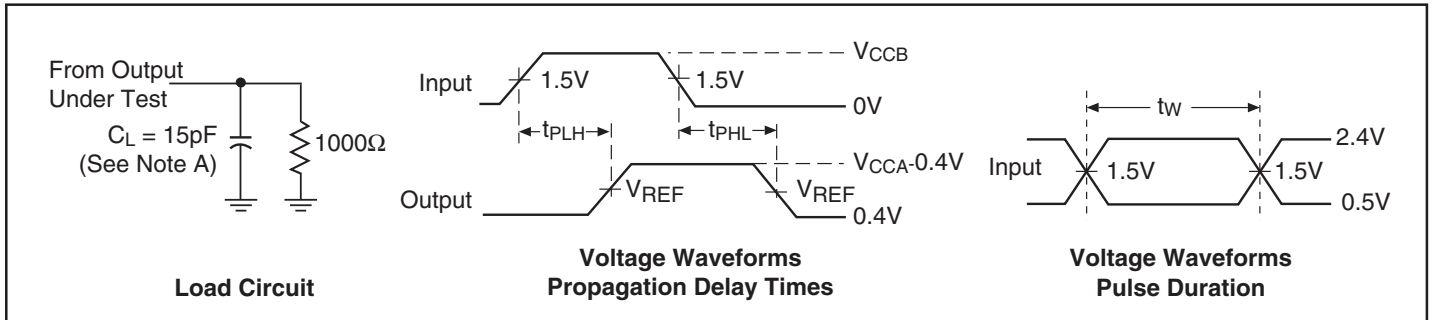 From Output
Under Test
CL = 15pF
(See Note A)
1000Ω
Load Circuit
Input
1.5V
1.5V
VCCB
0V
tPLH
tPHL
Output
VREF
VREF
VCCA-0.4V
0.4V
Voltage Waveforms
Propagation Delay Times
tW
Input
1.5V
1.5V
2.4V
0.5V
Voltage Waveforms
Pulse Duration